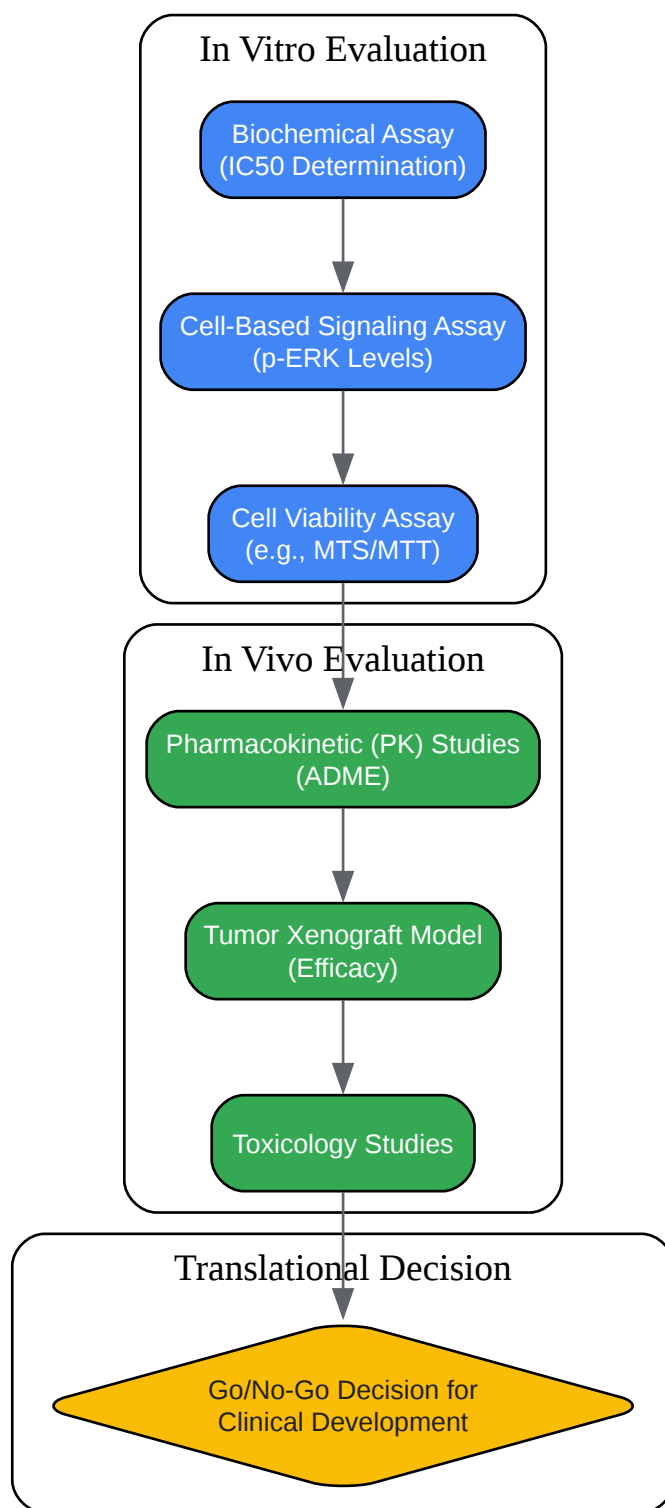 In Vitro Evaluation
Biochemical Assay
(IC50 Determination)
Cell-Based Signaling Assay
(p-ERK Levels)
Cell Viability Assay
(e.g., MTS/MTT)
In Vivo Evaluation
Pharmacokinetic (PK) Studies
(ADME)
Tumor Xenograft Model
(Efficacy)
Toxicology Studies
Translational Decision
Go/No-Go Decision for
Clinical Development